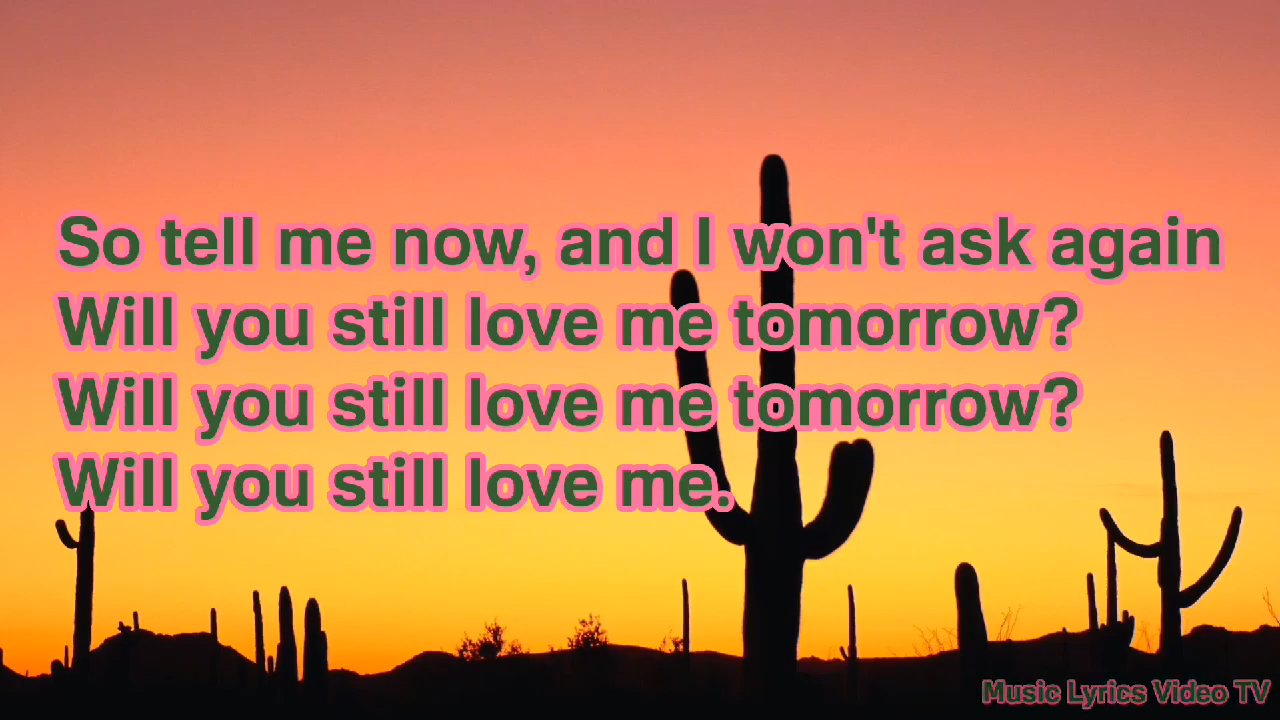 So tell me now, and I won't ask again
Will you still love me tomorrow?
Will you still love me tomorrow?
Will you still love me.
Music Lyrics Video TV